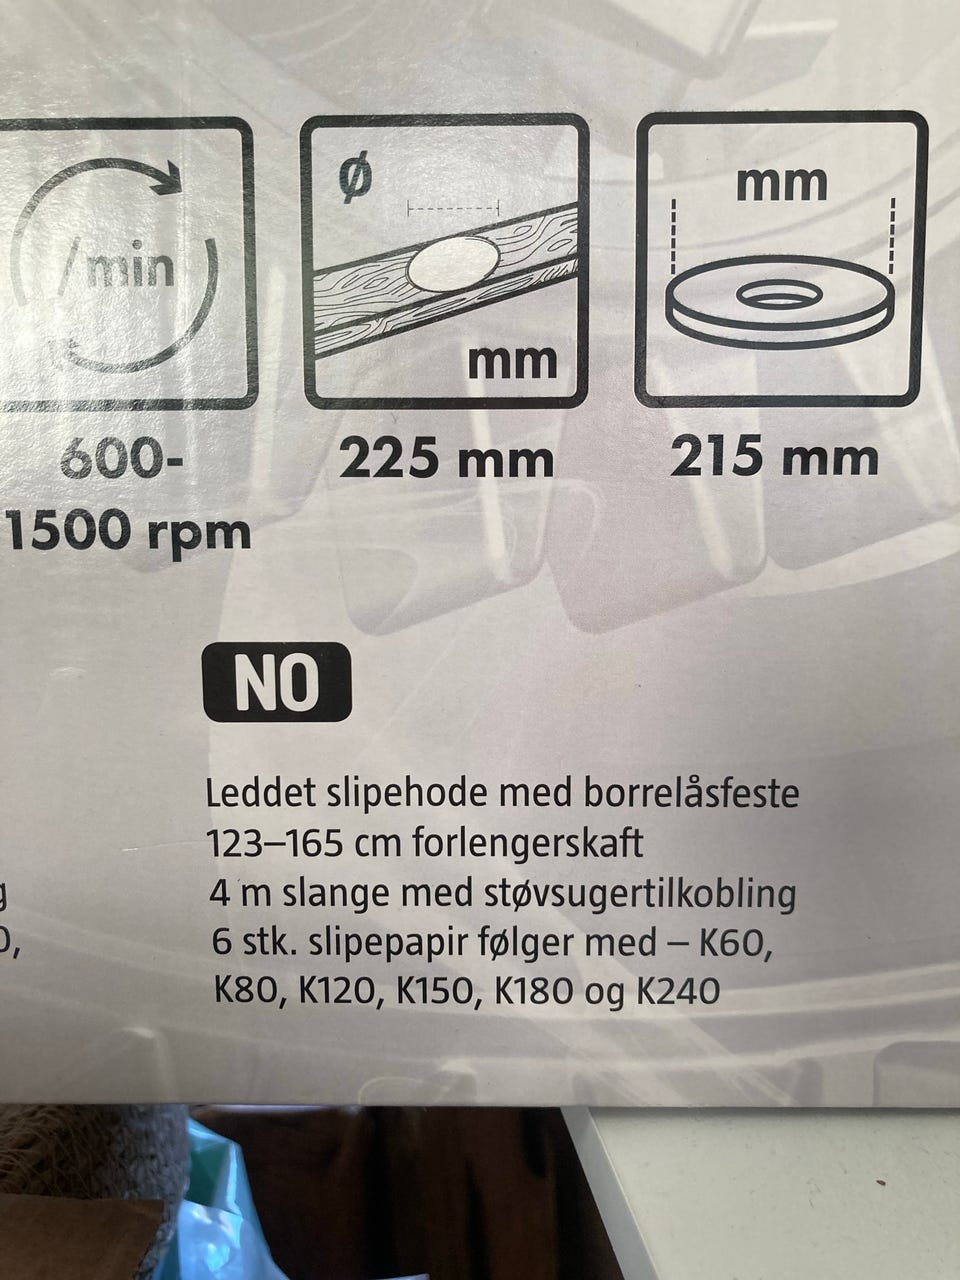 /min
Ø
mm
mm
600-
1500 rpm
225 mm
215 mm
NO
Leddet slipehode med borrelåsfeste
123–165 cm forlengerskaft
4 m slange med støvsugertilkobling
6 stk. slipepapir følger med – K60,
K80, K120, K150, K180 og K240